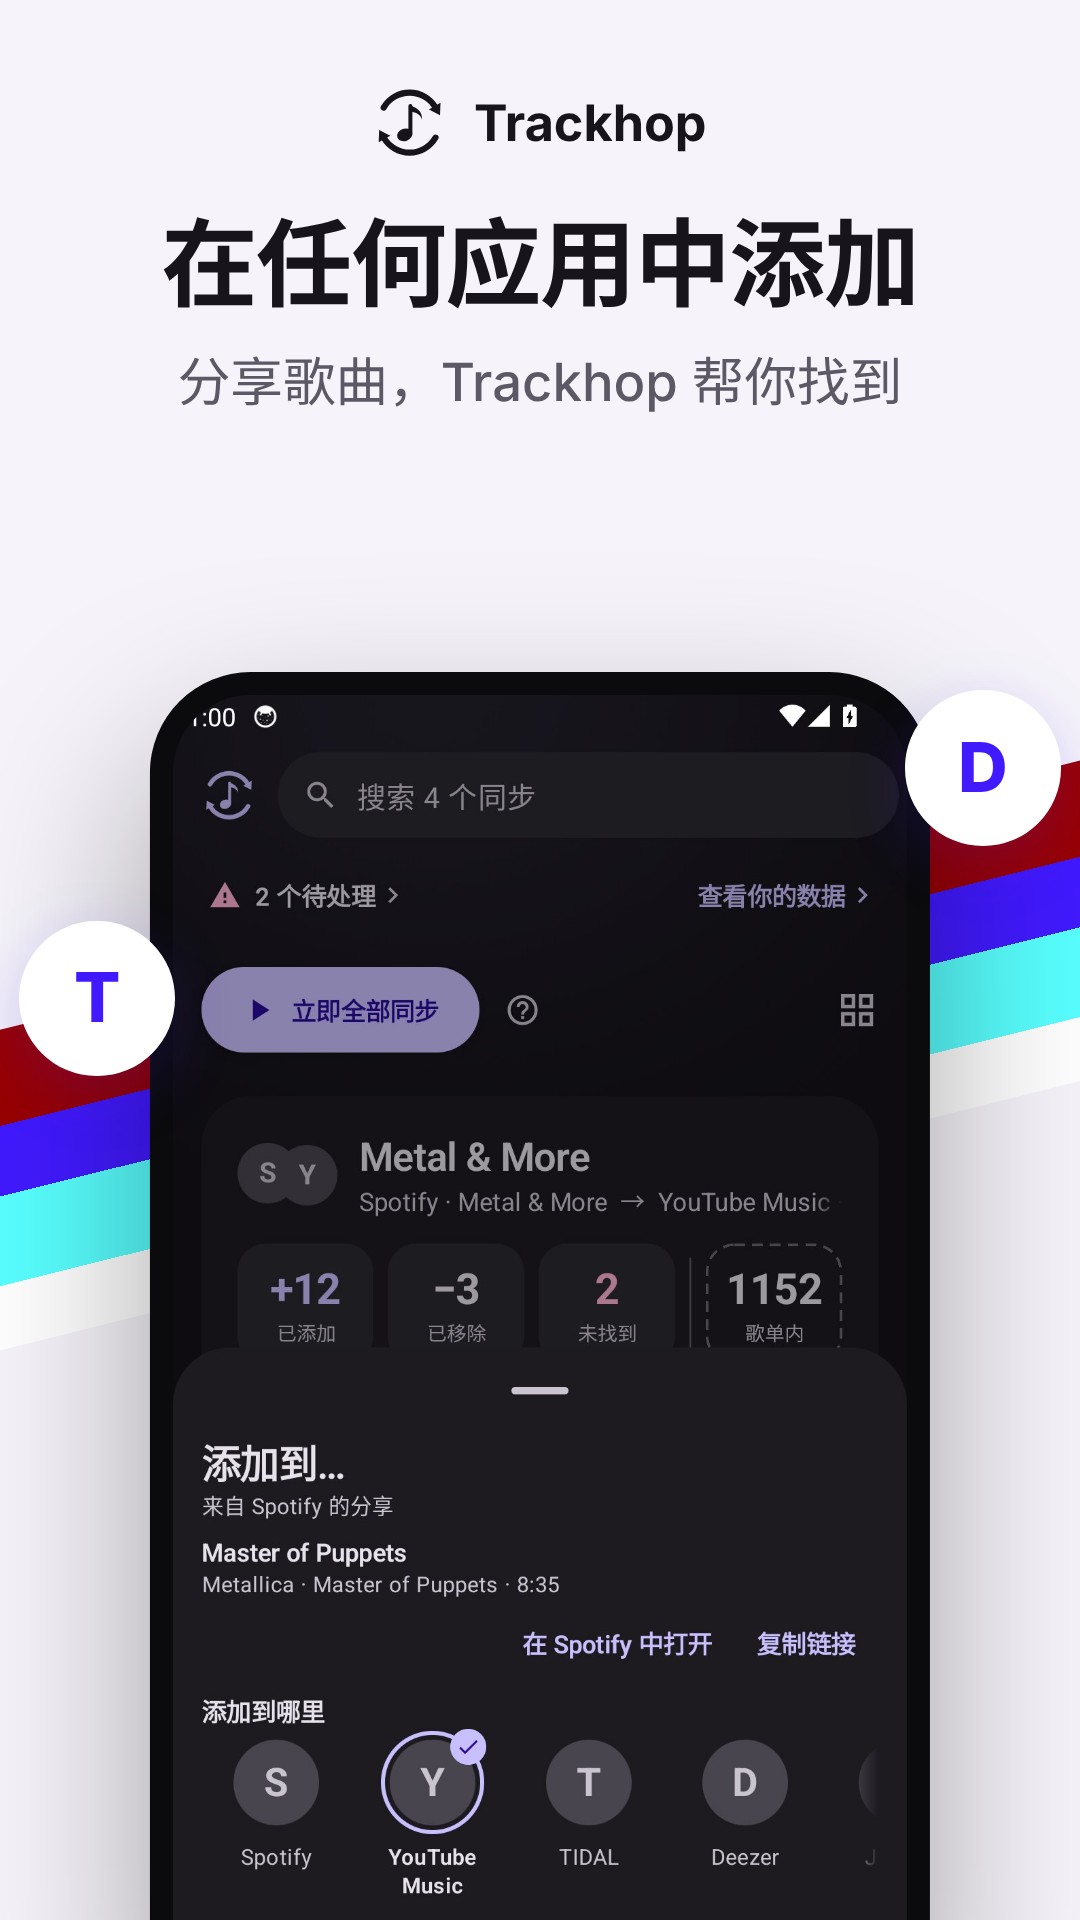 Trackhop
在任何应用中添加
分享歌曲，Trackhop 帮你找到
:00
D
搜索 4 个同步
2 个待处理
查看你的数据
T
立即全部同步
S Y
Metal & More
Spotify · Metal & More → YouTube Music
+12 −3 2 1152
已添加 已移除 未找到 歌单内
添加到...
来自 Spotify 的分享
Master of Puppets
Metallica · Master of Puppets · 8:35
在 Spotify 中打开 复制链接
添加到哪里
S Y T D
Spotify YouTube Music TIDAL Deezer J